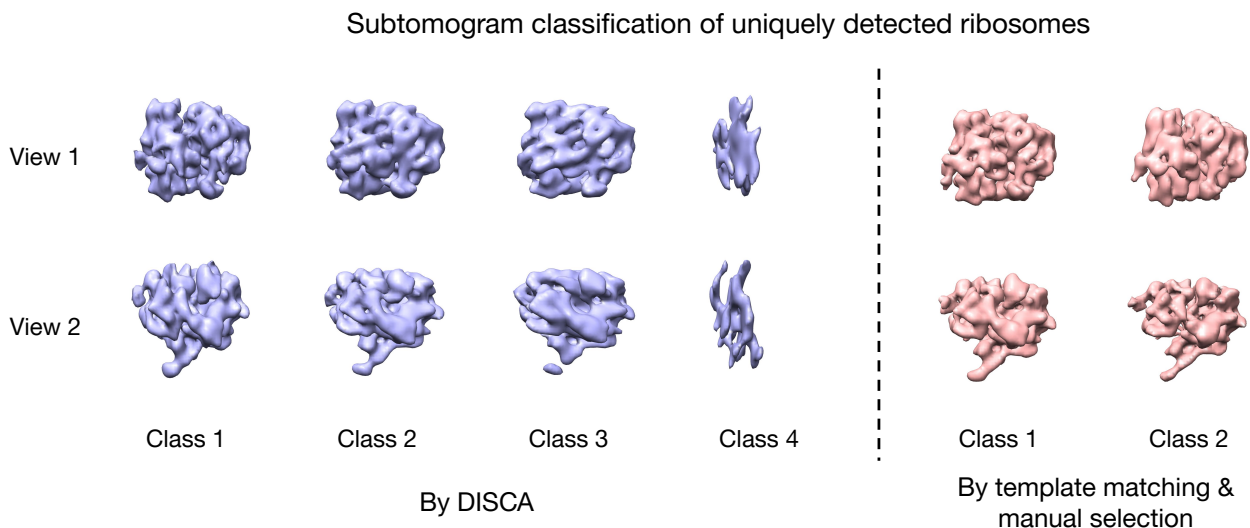 Subtomogram classification of uniquely detected ribosomes
View 1
View 2
Class 1
Class 2
Class 3
Class 4
Class 1
Class 2
By DISCA
By template matching &
manual selection